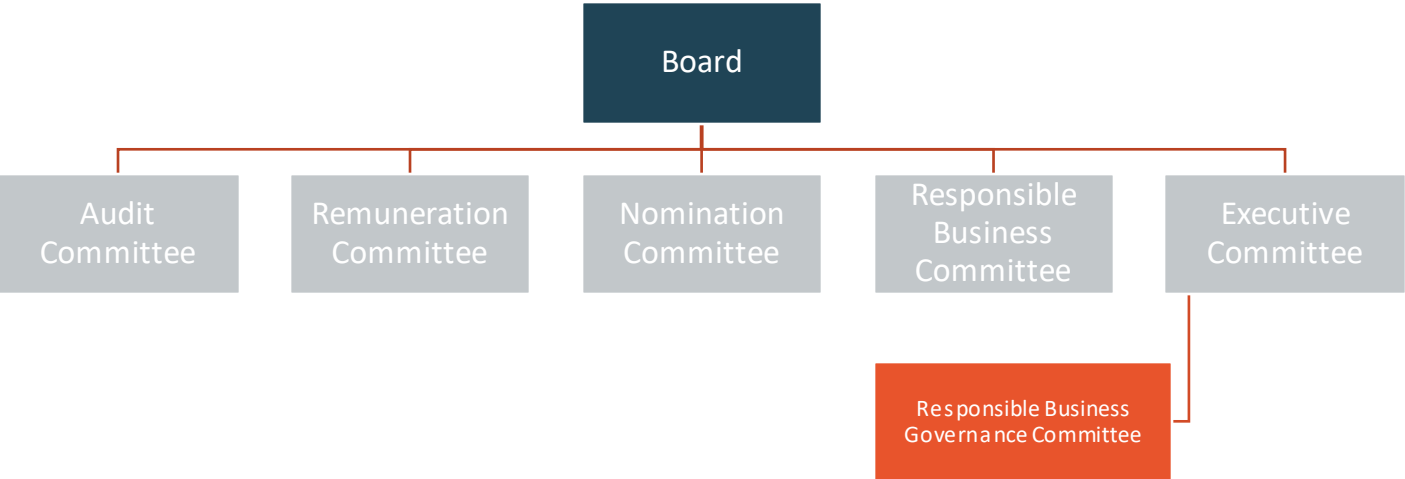 Board
Audit
Committee
Remuneration
Committee
Nomination
Committee
Responsible
Business
Committee
Executive
Committee
Responsible Business
Governance Committee